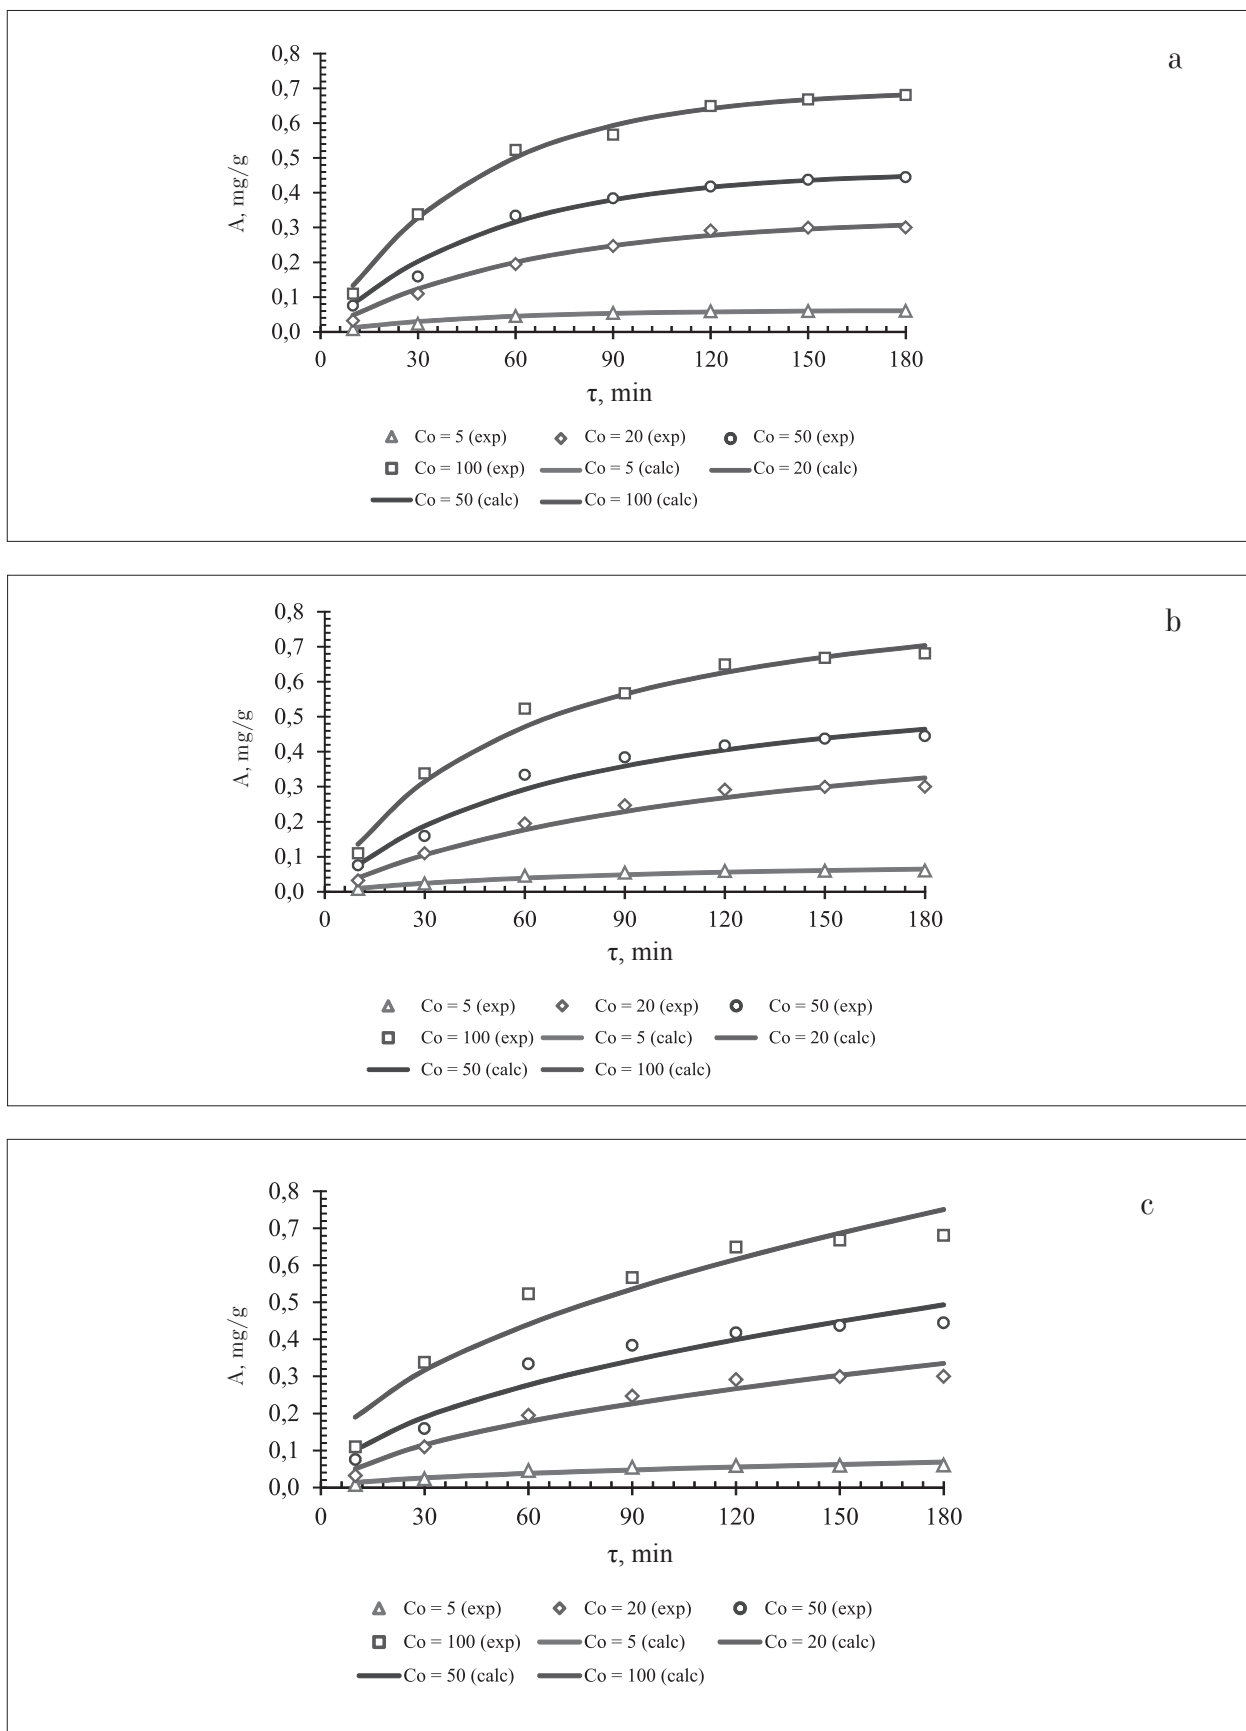 a
0,8
0,7
0,6
0,5
0,4
0,3
0,2
0,1
0,0
A, mg/g
0 30 60 90 120 150 180
τ, min
Co = 5 (exp) Co = 20 (exp) Co = 50 (exp)
Co = 100 (exp) Co = 5 (calc) Co = 20 (calc)
Co = 50 (calc) Co = 100 (calc)
b
0,8
0,7
0,6
0,5
0,4
0,3
0,2
0,1
0,0
A, mg/g
0 30 60 90 120 150 180
τ, min
Co = 5 (exp) Co = 20 (exp) Co = 50 (exp)
Co = 100 (exp) Co = 5 (calc) Co = 20 (calc)
Co = 50 (calc) Co = 100 (calc)
c
0,8
0,7
0,6
0,5
0,4
0,3
0,2
0,1
0,0
A, mg/g
0 30 60 90 120 150 180
τ, min
Co = 5 (exp) Co = 20 (exp) Co = 50 (exp)
Co = 100 (exp) Co = 5 (calc) Co = 20 (calc)
Co = 50 (calc) Co = 100 (calc)